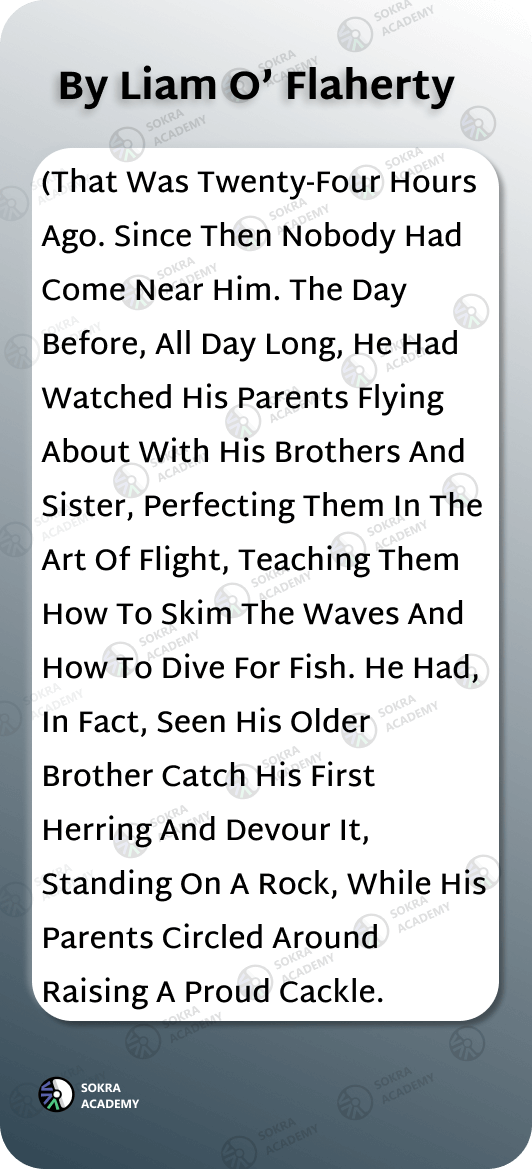 By Liam O’ Flaherty
(That Was Twenty-Four Hours
Ago. Since Then Nobody Had
Come Near Him. The Day
Before, All Day Long, He Had
Watched His Parents Flying
About With His Brothers And
Sister, Perfecting Them In The
Art Of Flight, Teaching Them
How To Skim The Waves And
How To Dive For Fish. He Had,
In Fact, Seen His Older
Brother Catch His First
Herring And Devour It,
Standing On A Rock, While His
Parents Circled Around
Raising A Proud Cackle.
SOKRA
ACADEMY